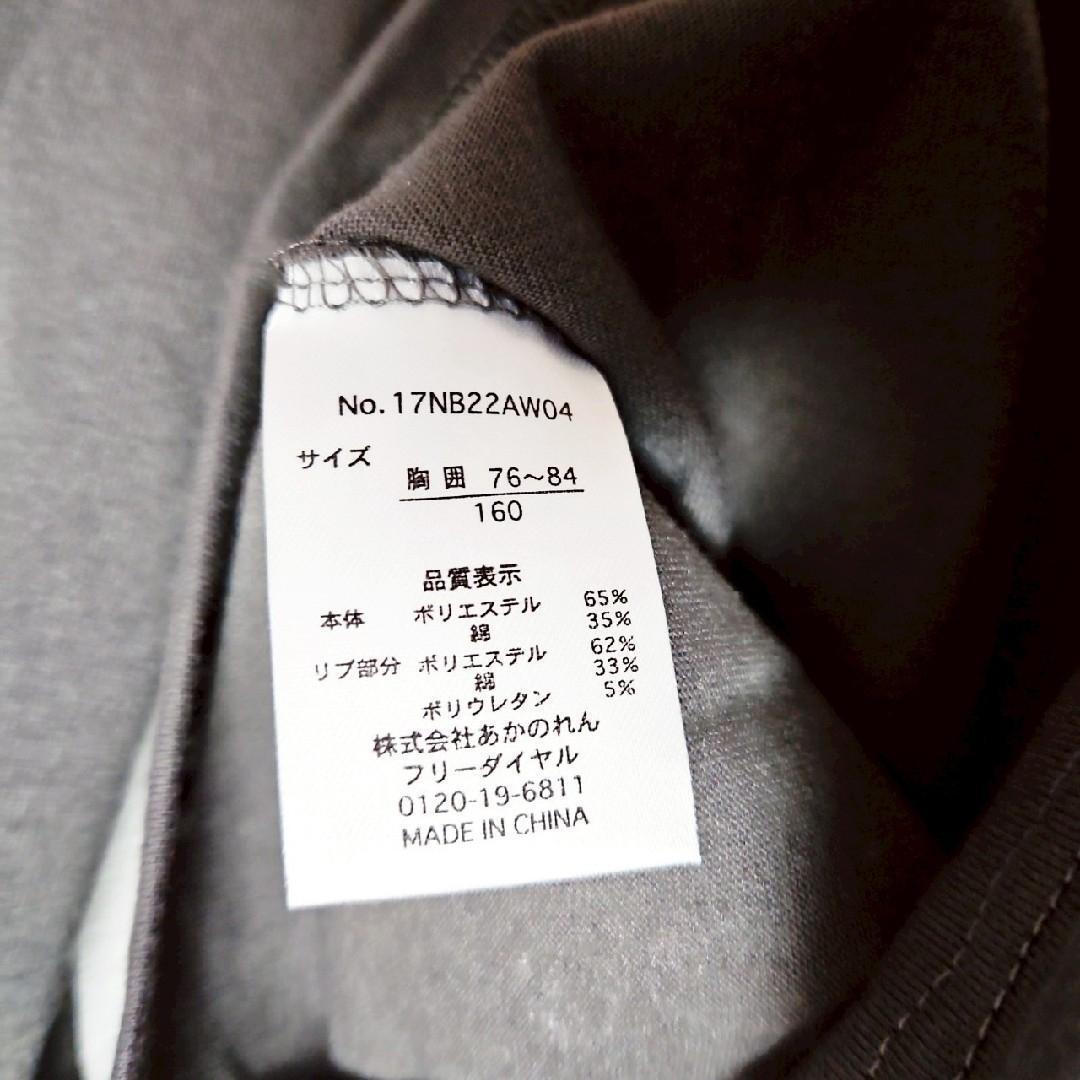 No.17NB22AW04
サイズ
胸囲 76〜84
160
品質表示
本体 ポリエステル 65%
綿 35%
リブ部分 ポリエステル 62%
綿 33%
ポリウレタン 5%
株式会社あかのれん
フリーダイヤル
0120-19-6811
MADE IN CHINA